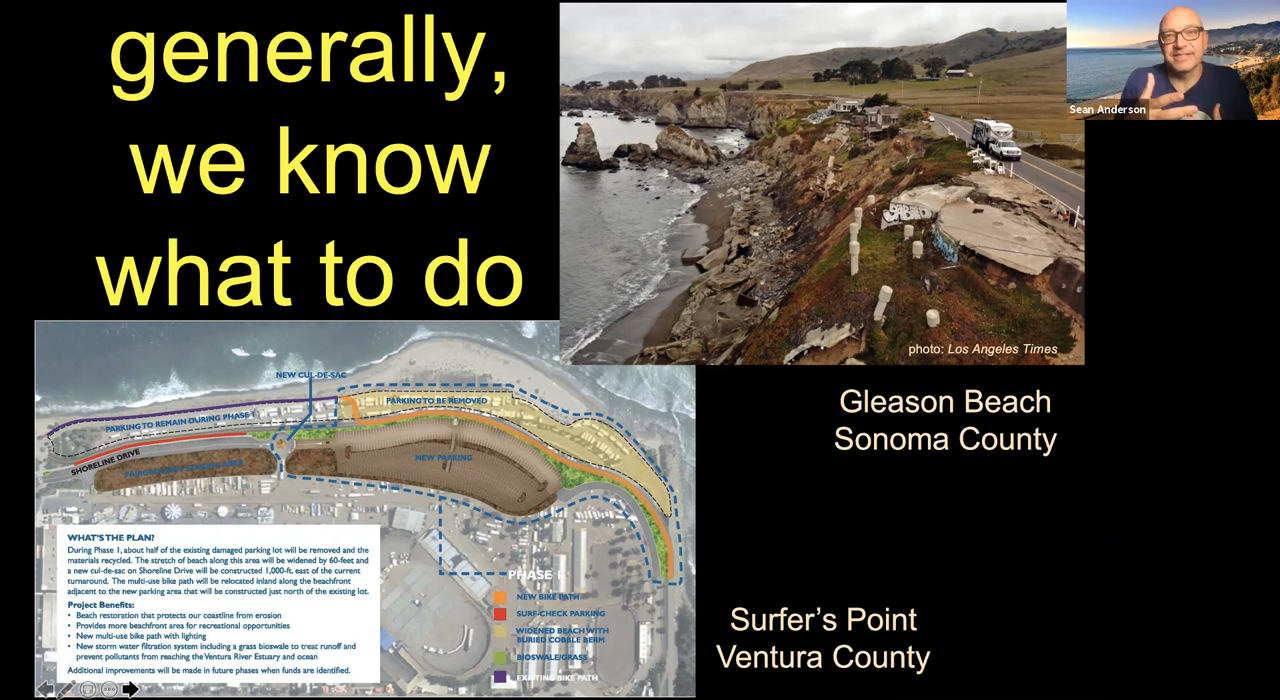 generally,
we know
what to do
Sean Anderson
photo: Los Angeles Times
Gleason Beach
Sonoma County
NEW CUL-DE-SAC
PARKING TO BE REMOVED
PARKING TO REMAIN DURING PHASE 1
SHORELINE DRIVE
NEW PARKING
WHAT'S THE PLAN?
During Phase 1, about half of the existing damaged parking lot will be removed and the
materials recycled. The stretch of beach along this area will be widened by 60-feet and
a new cul-de-sac on Shoreline Drive will be constructed 1,000-ft. east of the current
turnaround. The multi-use bike path will be relocated inland along the beachfront
adjacent to the new parking area that will be constructed just north of the existing lot.
Project Benefits:
• Beach restoration that protects our coastline from erosion
• Provides more beachfront area for recreational opportunities
• New multi-use bike path with lighting
• New storm water filtration system including a grass bioswale to treat runoff and
prevent pollutants from reaching the Ventura River Estuary and ocean
Additional improvements will be made in future phases when funds are identified.
PHASE 1
NEW BIKE PATH
SURF-CHECK PARKING
WIDENED BEACH WITH
BURIED COBBLE BERM
BIOSWALE/GRASS
EXISTING BIKE PATH
Surfer's Point
Ventura County